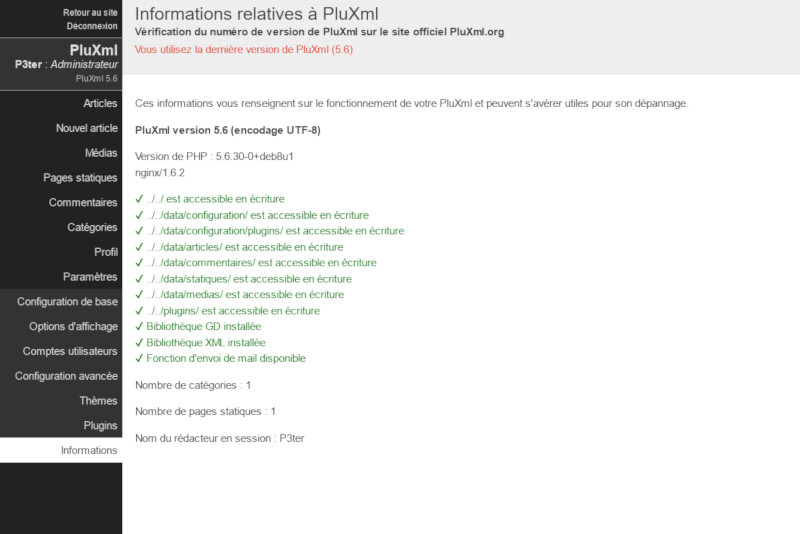 Retour au site
Déconnexion
PluXml
P3ter : Administrateur
PluXml 5.6
Articles
Nouvel article
Médias
Pages statiques
Commentaires
Catégories
Profil
Paramètres
Configuration de base
Options d'affichage
Comptes utilisateurs
Configuration avancée
Thèmes
Plugins
Informations
Informations relatives à PluXml
Vérification du numéro de version de PluXml sur le site officiel PluXml.org
Vous utilisez la dernière version de PluXml (5.6)
Ces informations vous renseignent sur le fonctionnement de votre PluXml et peuvent s'avérer utiles pour son dépannage.
PluXml version 5.6 (encodage UTF-8)
Version de PHP : 5.6.30-0+deb8u1
nginx/1.6.2
✓ ../../ est accessible en écriture
✓ ../../data/configuration/ est accessible en écriture
✓ ../../data/configuration/plugins/ est accessible en écriture
✓ ../../data/articles/ est accessible en écriture
✓ ../../data/commentaires/ est accessible en écriture
✓ ../../data/statiques/ est accessible en écriture
✓ ../../data/medias/ est accessible en écriture
✓ ../../plugins/ est accessible en écriture
✓ Bibliothèque GD installée
✓ Bibliothèque XML installée
✓ Fonction d'envoi de mail disponible
Nombre de catégories : 1
Nombre de pages statiques : 1
Nom du rédacteur en session : P3ter